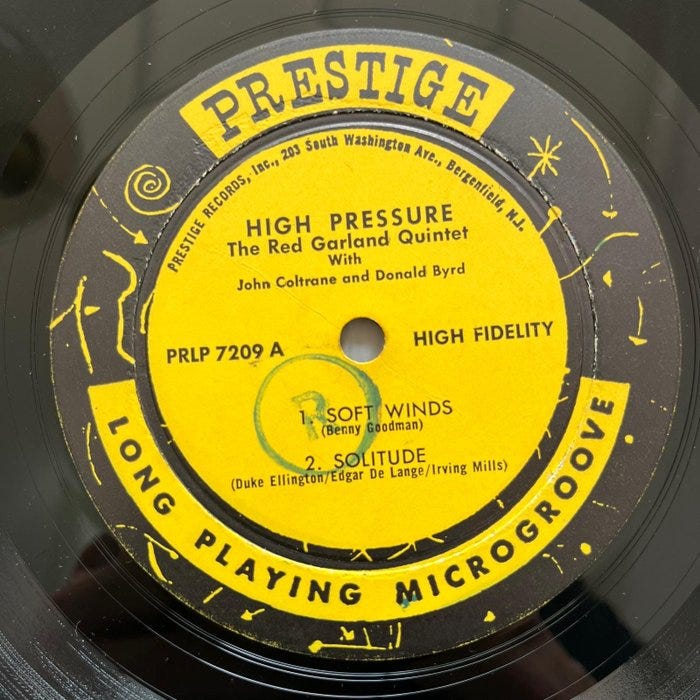 PRESTIGE
PRESTIGE RECORDS, Inc., 203 South Washington Ave., Bergenfield, N.J.
HIGH PRESSURE
The Red Garland Quintet
With
John Coltrane and Donald Byrd
PRLP 7209 A
HIGH FIDELITY
R
1. SOFT WINDS
(Benny Goodman)
2. SOLITUDE
(Duke Ellington/Edgar De Lange/Irving Mills)
LONG PLAYING MICROGROOVE